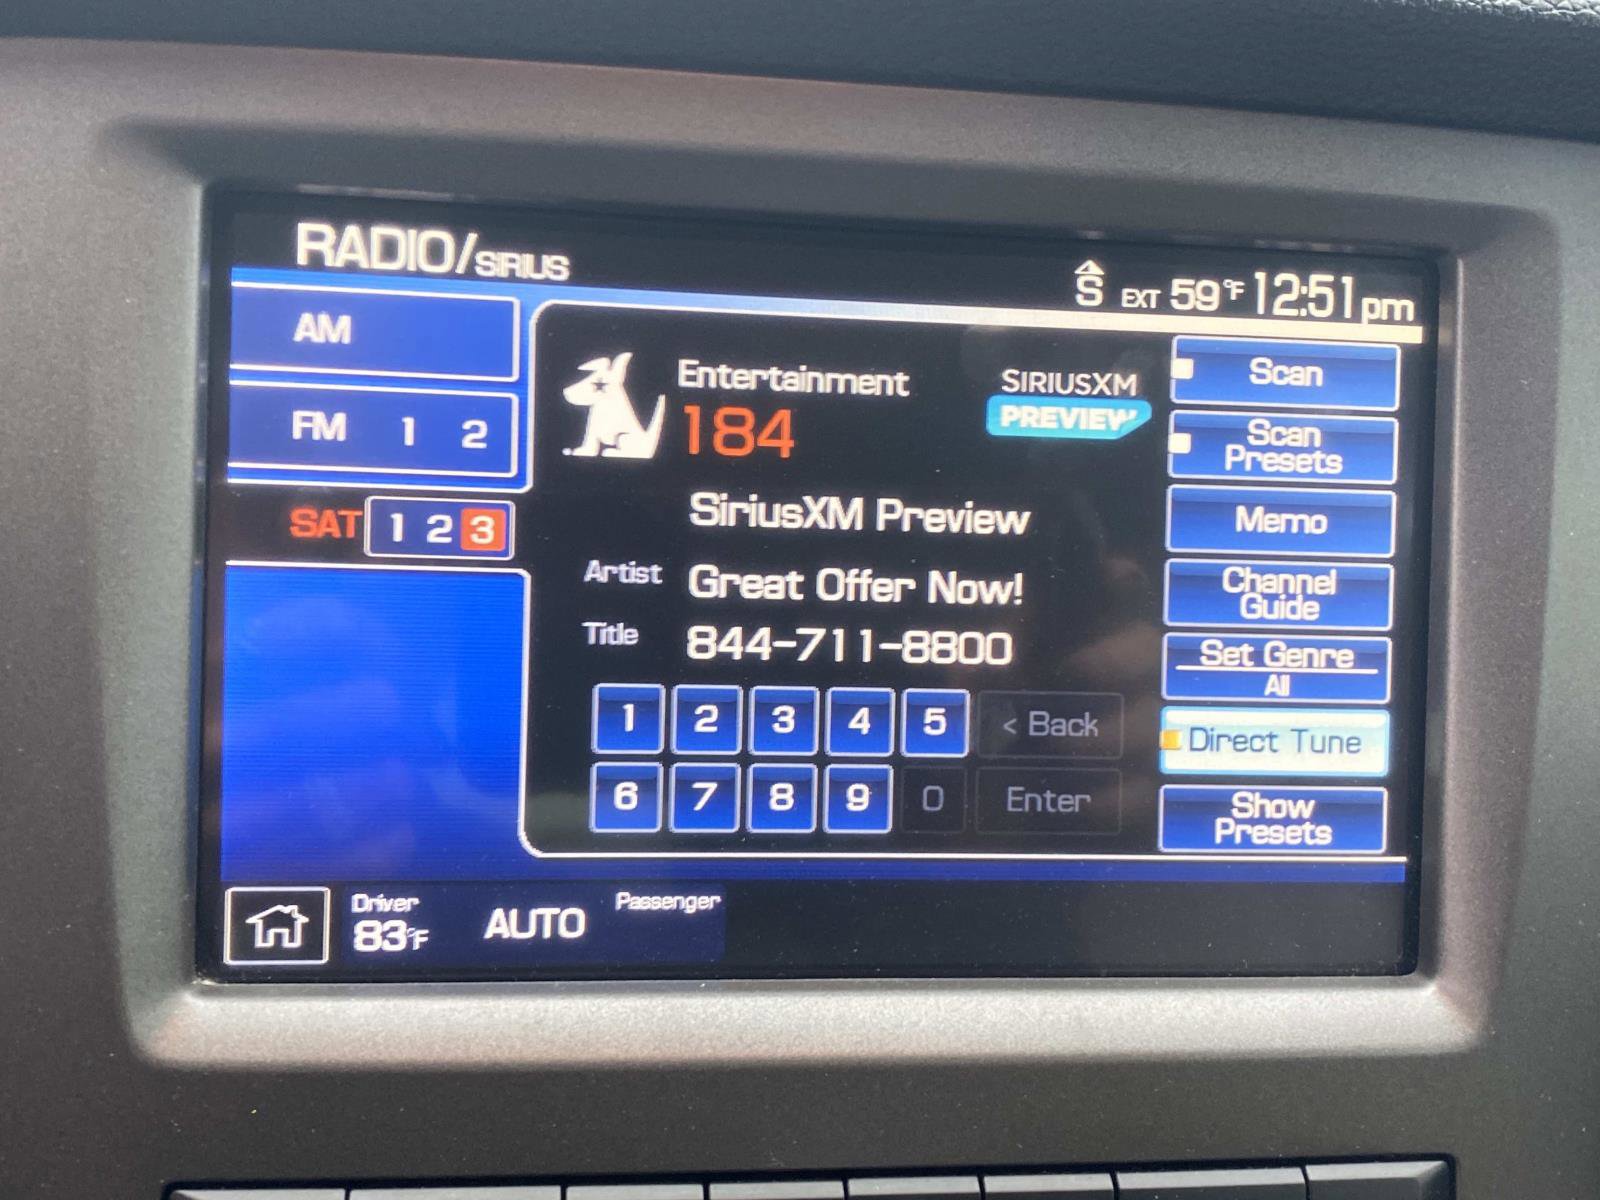 RADIO/SIRIUS
S EXT 59°F 12:51pm
AM
FM 1 2
SAT 1 2 3
Entertainment
184
SIRIUSXM
PREVIEW
SiriusXM Preview
Artist Great Offer Now!
Title 844-711-8800
1 2 3 4 5 < Back
6 7 8 9 0 Enter
Scan
Scan
Presets
Memo
Channel
Guide
Set Genre
All
Direct Tune
Show
Presets
Driver
83°F
AUTO
Passenger